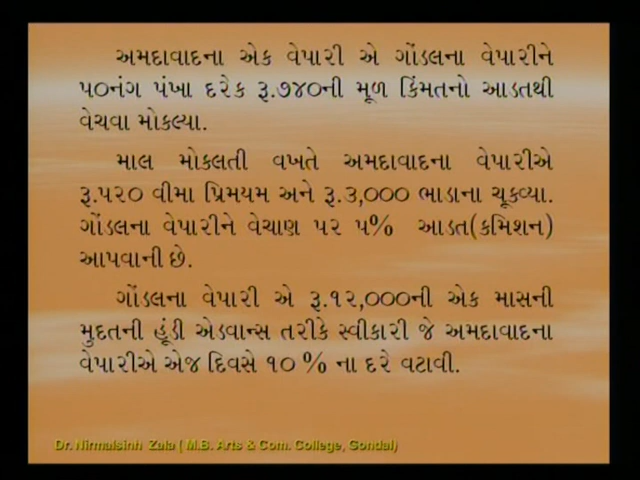 અમદાવાદના એક વેપારી એ ગોંડલના વેપારીને
૫૦નંગ પંખા દરેક રૂ.૭૪૦ની મૂળ કિંમતનો આડતથી
વેચવા મોકલ્યા.
માલ મોકલતી વખતે અમદાવાદના વેપારીએ
રૂ.૫૨૦ વીમા પ્રિમયમ અને રૂ.૩,૦૦૦ ભાડાના ચૂકવ્યા.
ગોંડલના વેપારીને વેચાણ પર ૫% આડત(કમિશન)
આપવાની છે.
ગોંડલના વેપારી એ રૂ.૧૨,૦૦૦ની એક માસની
મુદતની હૂંડી એડવાન્સ તરીકે સ્વીકારી જે અમદાવાદના
વેપારીએ એજ દિવસે ૧૦ % ના દરે વટાવી.
Dr. Nirmalsinh Zala ( M.B. Arts & Com. College, Gondal)